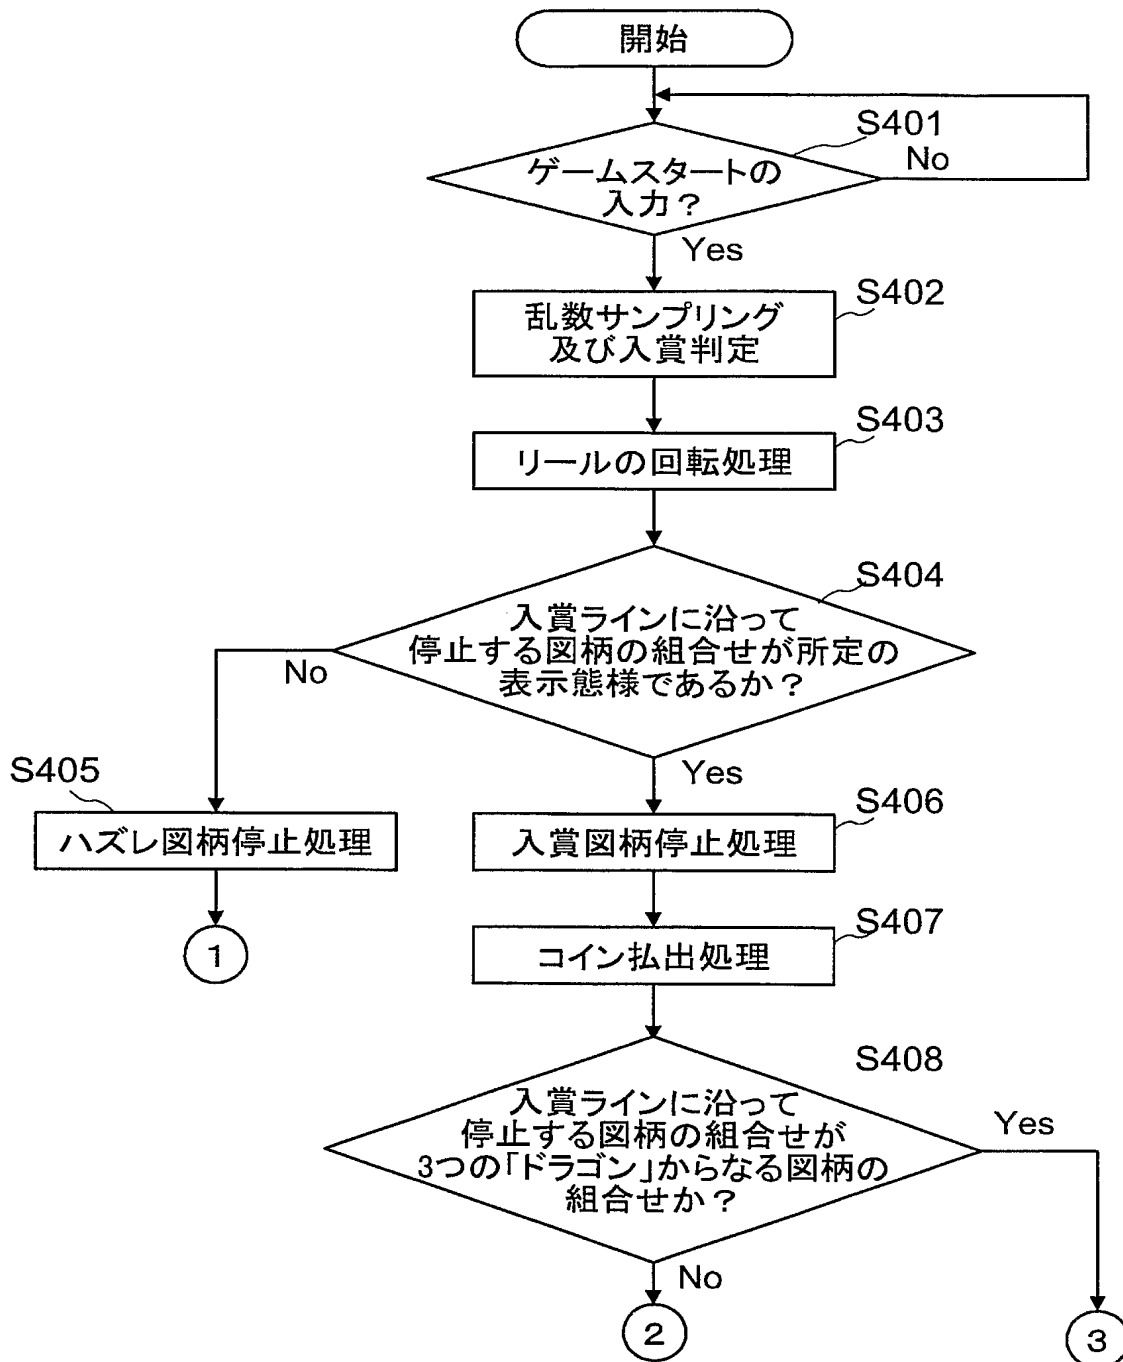 開始
S401
No
ゲームスタートの
入力？
Yes
S402
乱数サンプリング
及び入賞判定
S403
リールの回転処理
S404
入賞ラインに沿って
停止する図柄の組合せが所定の
表示態様であるか？
No
Yes
S405
ハズレ図柄停止処理
1
S406
入賞図柄停止処理
S407
コイン払出処理
S408
入賞ラインに沿って
停止する図柄の組合せが
3つの「ドラゴン」からなる図柄の
組合せか？
Yes
No
2
3